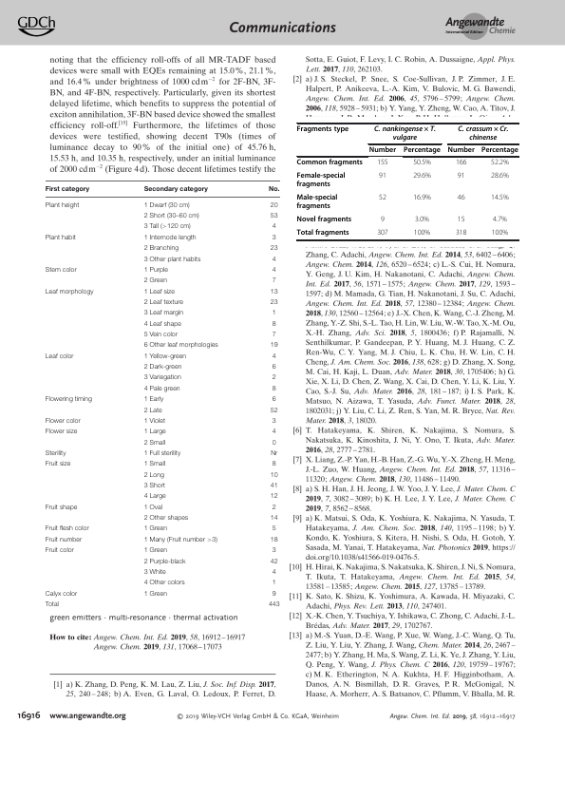 GDCh
Communications
Angewandte
International Edition
Chemie
noting that the efficiency roll-offs of all MR-TADF based
devices were small with EQEs remaining at 15.0%, 21.1%,
and 16.4% under brightness of 1000 cd m−2 for 2F-BN, 3F-
BN, and 4F-BN, respectively. Particularly, given its shortest
delayed lifetime, which benefits to suppress the potential of
exciton annihilation, 3F-BN based device showed the smallest
efficiency roll-off.[19] Furthermore, the lifetimes of those
devices were testified, showing decent T90s (times of
luminance decay to 90% of the initial one) of 45.76 h,
15.53 h, and 10.35 h, respectively, under an initial luminance
of 2000 cd m−2 (Figure 4 d). Those decent lifetimes testify the
First category Secondary category No.
Plant height 1 Dwarf (30 cm) 20
2 Short (30–60 cm) 53
3 Tall (>120 cm) 4
Plant habit 1 Internode length 3
2 Branching 23
3 Other plant habits 4
Stem color 1 Purple 4
2 Green 7
Leaf morphology 1 Leaf size 13
2 Leaf texture 23
3 Leaf margin 1
4 Leaf shape 8
5 Vein color 7
6 Other leaf morphologies 19
Leaf color 1 Yellow-green 4
2 Dark-green 6
3 Variegation 2
4 Pale green 8
Flowering timing 1 Early 6
2 Late 52
Flower color 1 Violet 3
Flower size 1 Large 4
2 Small 0
Sterility 1 Full sterility Nr
Fruit size 1 Small 8
2 Long 10
3 Short 41
4 Large 12
Fruit shape 1 Oval 2
2 Other shapes 14
Fruit flesh color 1 Green 5
Fruit number 1 Many (Fruit number >3) 18
Fruit color 1 Green 3
2 Purple-black 42
3 White 4
4 Other colors 1
Calyx color 1 Green 9
Total 443
green emitters · multi-resonance · thermal activation
How to cite: Angew. Chem. Int. Ed. 2019, 58, 16912–16917
Angew. Chem. 2019, 131, 17068–17073
[1] a) K. Zhang, D. Peng, K. M. Lau, Z. Liu, J. Soc. Inf. Disp. 2017,
25, 240–248; b) A. Even, G. Laval, O. Ledoux, P. Ferret, D.
Sotta, E. Guiot, F. Levy, I. C. Robin, A. Dussaigne, Appl. Phys.
Lett. 2017, 110, 262103.
[2] a) J. S. Steckel, P. Snee, S. Coe-Sullivan, J. P. Zimmer, J. E.
Halpert, P. Anikeeva, L.-A. Kim, V. Bulovic, M. G. Bawendi,
Angew. Chem. Int. Ed. 2006, 45, 5796–5799; Angew. Chem.
2006, 118, 5928–5931; b) Y. Yang, Y. Zheng, W. Cao, A. Titov, J.
Fragments type C. nankingense × T. vulgare C. crassum × Cr. chinense
Number Percentage Number Percentage
Common fragments 155 50.5% 166 52.2%
Female-special fragments 91 29.6% 91 28.6%
Male-special fragments 52 16.9% 46 14.5%
Novel fragments 9 3.0% 15 4.7%
Total fragments 307 100% 318 100%
Zhang, C. Adachi, Angew. Chem. Int. Ed. 2014, 53, 6402–6406;
Angew. Chem. 2014, 126, 6520–6524; c) L.-S. Cui, H. Nomura,
Y. Geng, J. U. Kim, H. Nakanotani, C. Adachi, Angew. Chem.
Int. Ed. 2017, 56, 1571–1575; Angew. Chem. 2017, 129, 1593–
1597; d) M. Mamada, G. Tian, H. Nakanotani, J. Su, C. Adachi,
Angew. Chem. Int. Ed. 2018, 57, 12380–12384; Angew. Chem.
2018, 130, 12560–12564; e) J.-X. Chen, K. Wang, C.-J. Zheng, M.
Zhang, Y.-Z. Shi, S.-L. Tao, H. Lin, W. Liu, W.-W. Tao, X.-M. Ou,
X.-H. Zhang, Adv. Sci. 2018, 5, 1800436; f) P. Rajamalli, N.
Senthilkumar, P. Gandeepan, P. Y. Huang, M. J. Huang, C. Z.
Ren-Wu, C. Y. Yang, M. J. Chiu, L. K. Chu, H. W. Lin, C. H.
Cheng, J. Am. Chem. Soc. 2016, 138, 628; g) D. Zhang, X. Song,
M. Cai, H. Kaji, L. Duan, Adv. Mater. 2018, 30, 1705406; h) G.
Xie, X. Li, D. Chen, Z. Wang, X. Cai, D. Chen, Y. Li, K. Liu, Y.
Cao, S.-J. Su, Adv. Mater. 2016, 28, 181–187; i) I. S. Park, K.
Matsuo, N. Aizawa, T. Yasuda, Adv. Funct. Mater. 2018, 28,
1802031; j) Y. Liu, C. Li, Z. Ren, S. Yan, M. R. Bryce, Nat. Rev.
Mater. 2018, 3, 18020.
[6] T. Hatakeyama, K. Shiren, K. Nakajima, S. Nomura, S.
Nakatsuka, K. Kinoshita, J. Ni, Y. Ono, T. Ikuta, Adv. Mater.
2016, 28, 2777–2781.
[7] X. Liang, Z.-P. Yan, H.-B. Han, Z.-G. Wu, Y.-X. Zheng, H. Meng,
J.-L. Zuo, W. Huang, Angew. Chem. Int. Ed. 2018, 57, 11316–
11320; Angew. Chem. 2018, 130, 11486–11490.
[8] a) S. H. Han, J. H. Jeong, J. W. Yoo, J. Y. Lee, J. Mater. Chem. C
2019, 7, 3082–3089; b) K. H. Lee, J. Y. Lee, J. Mater. Chem. C
2019, 7, 8562–8568.
[9] a) K. Matsui, S. Oda, K. Yoshiura, K. Nakajima, N. Yasuda, T.
Hatakeyama, J. Am. Chem. Soc. 2018, 140, 1195–1198; b) Y.
Kondo, K. Yoshiura, S. Kitera, H. Nishi, S. Oda, H. Gotoh, Y.
Sasada, M. Yanai, T. Hatakeyama, Nat. Photonics 2019, https://
doi.org/10.1038/s41566-019-0476-5.
[10] H. Hirai, K. Nakajima, S. Nakatsuka, K. Shiren, J. Ni, S. Nomura,
T. Ikuta, T. Hatakeyama, Angew. Chem. Int. Ed. 2015, 54,
13581–13585; Angew. Chem. 2015, 127, 13785–13789.
[11] K. Sato, K. Shizu, K. Yoshimura, A. Kawada, H. Miyazaki, C.
Adachi, Phys. Rev. Lett. 2013, 110, 247401.
[12] X.-K. Chen, Y. Tsuchiya, Y. Ishikawa, C. Zhong, C. Adachi, J.-L.
Brédas, Adv. Mater. 2017, 29, 1702767.
[13] a) M.-S. Yuan, D.-E. Wang, P. Xue, W. Wang, J.-C. Wang, Q. Tu,
Z. Liu, Y. Liu, Y. Zhang, J. Wang, Chem. Mater. 2014, 26, 2467–
2477; b) Y. Zhang, H. Ma, S. Wang, Z. Li, K. Ye, J. Zhang, Y. Liu,
Q. Peng, Y. Wang, J. Phys. Chem. C 2016, 120, 19759–19767;
c) M. K. Etherington, N. A. Kukhta, H. F. Higginbotham, A.
Danos, A. N. Bismillah, D. R. Graves, P. R. McGonigal, N.
Haase, A. Morherr, A. S. Batsanov, C. Pflumm, V. Bhalla, M. R.
16916 www.angewandte.org © 2019 Wiley-VCH Verlag GmbH & Co. KGaA, Weinheim Angew. Chem. Int. Ed. 2019, 58, 16912–16917